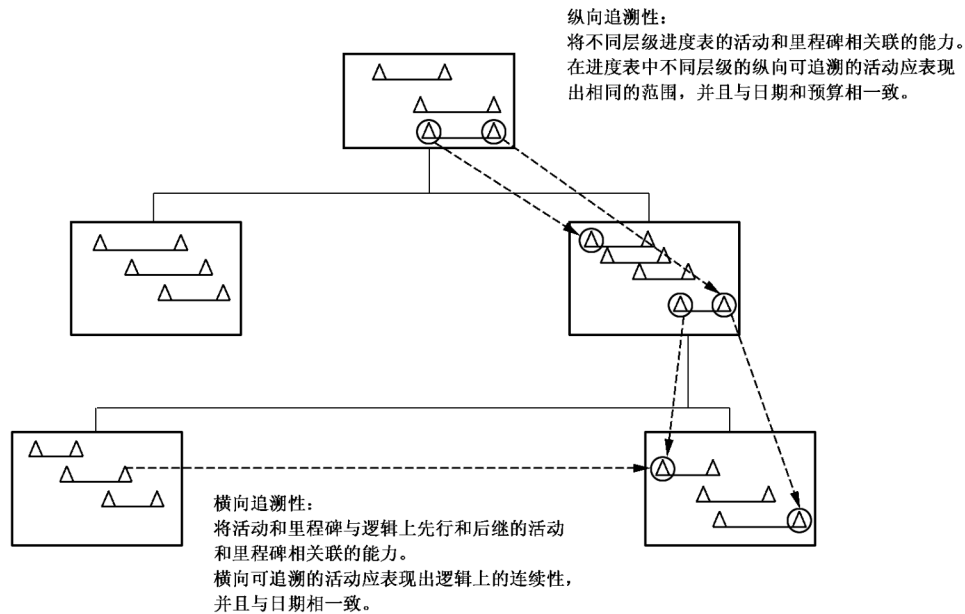 纵向追溯性：
将不同层级进度表的活动和里程碑相关联的能力。
在进度表中不同层级的纵向可追溯的活动应表现
出相同的范围，并且与日期和预算相一致。
横向追溯性：
将活动和里程碑与逻辑上先行和后继的活动
和里程碑相关联的能力。
横向可追溯的活动应表现出逻辑上的连续性，
并且与日期相一致。